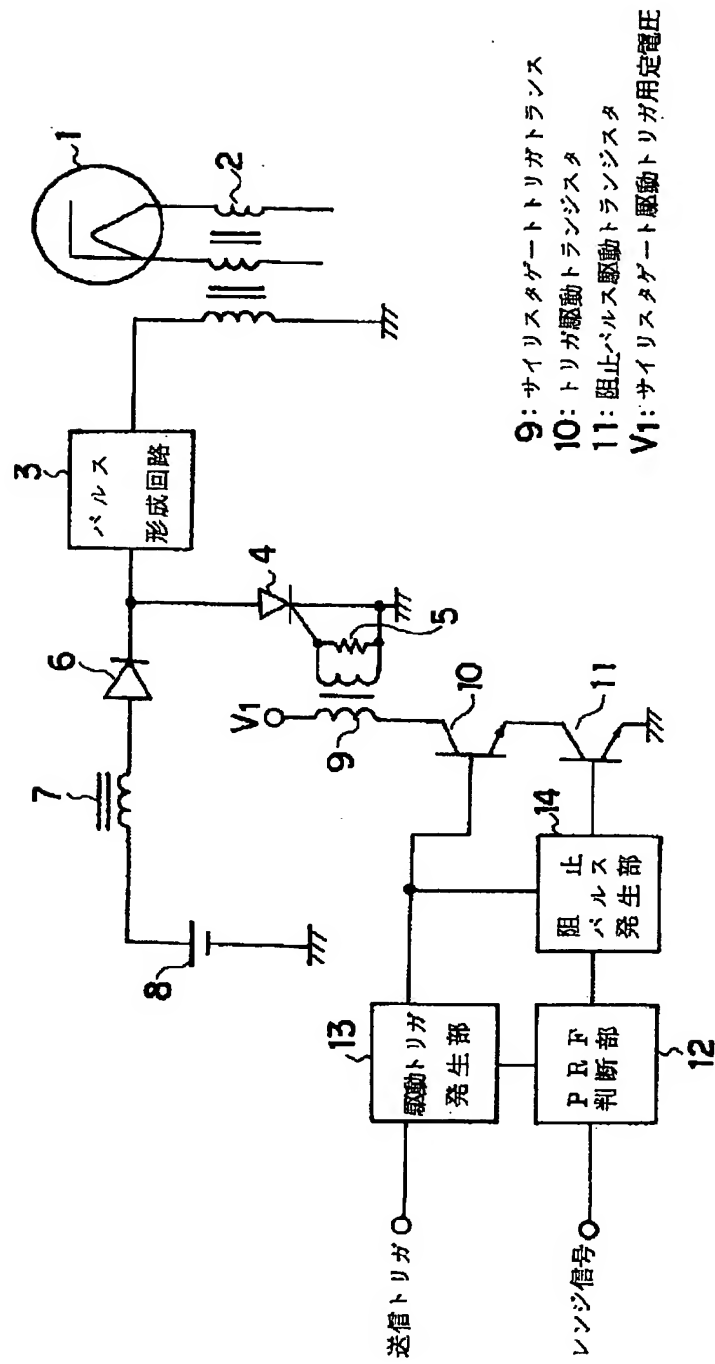 1
2
3
パルス
形成回路
4
5
6
7
8
V1
9
10
11
14
阻止
パルス
発生部
13
駆動トリガ
発生部
PRF
判断部
12
送信トリガ
レンジ信号
9: サイリスタゲートトリガトランス
10: トリガ駆動トランジスタ
11: 阻止パルス駆動トランジスタ
V1: サイリスタゲート駆動トリガ用定電圧